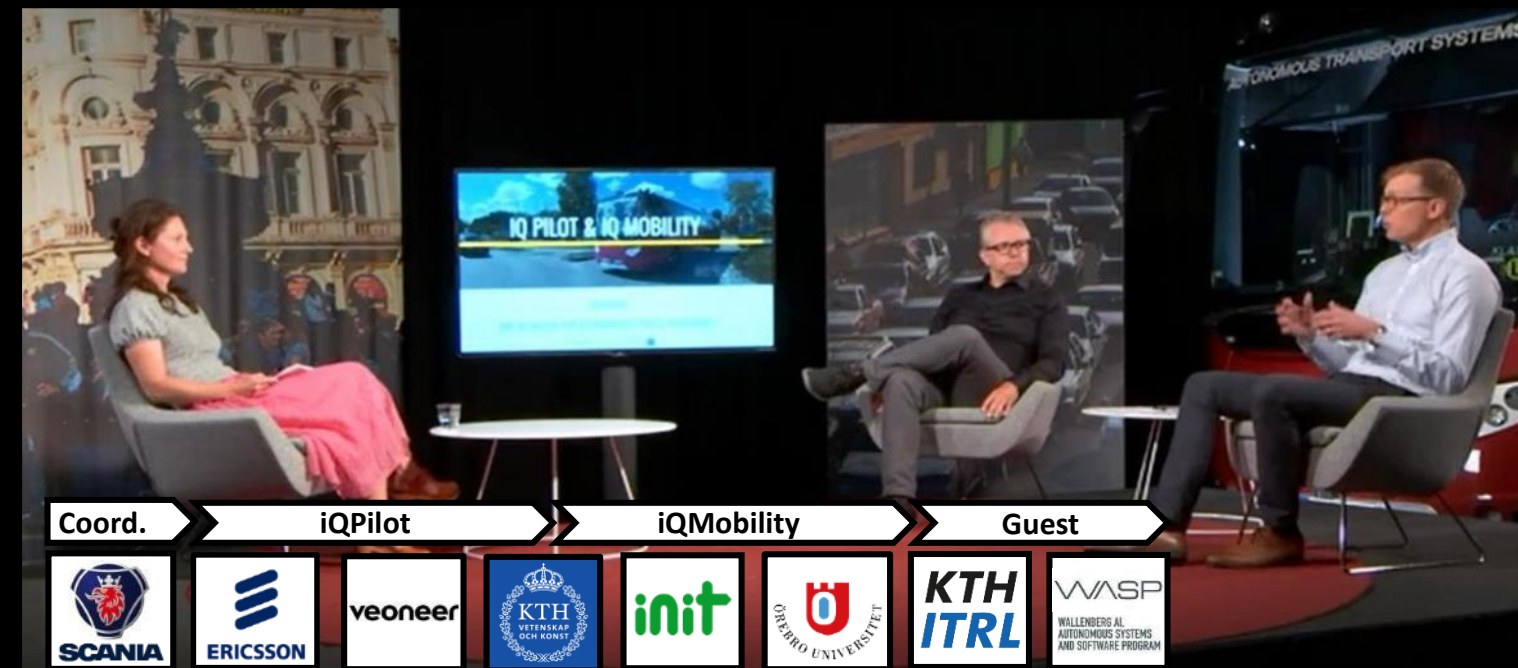 AUTONOMOUS TRANSPORT SYSTEMS
IQ PILOT & IQ MOBILITY
Coord.
iQPilot
iQMobility
Guest
SCANIA
ERICSSON
veoneer
KTH
VETENSKAP
OCH KONST
init
ÖREBRO UNIVERSITET
KTH
ITRL
WASP
WALLENBERG AI,
AUTONOMOUS SYSTEMS
AND SOFTWARE PROGRAM